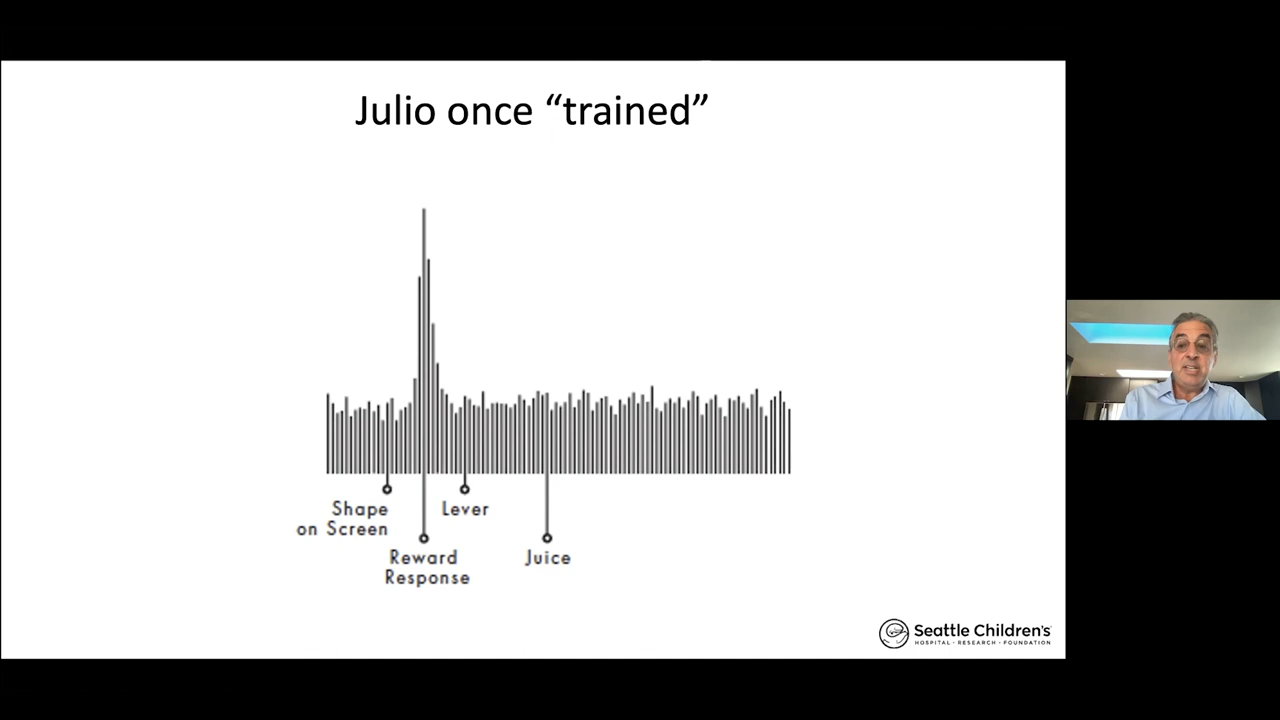 Julio once “trained”
Shape
on Screen
Lever
Reward
Response
Juice
Seattle Children's
HOSPITAL · RESEARCH · FOUNDATION